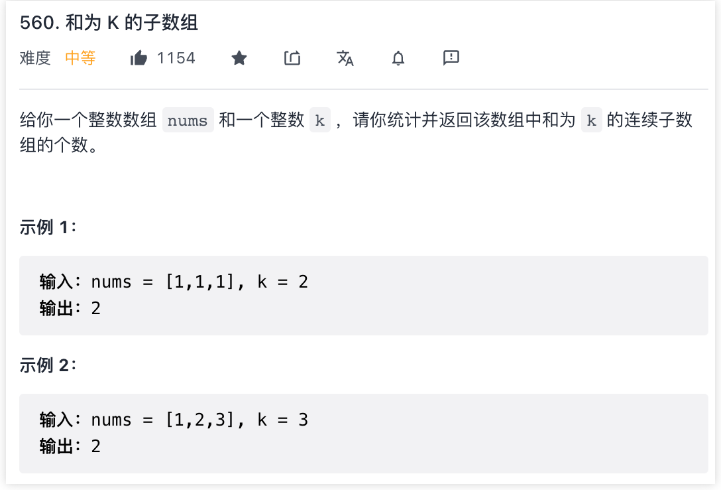 560. 和为 K 的子数组
难度 中等 1154
给你一个整数数组 nums 和一个整数 k ，请你统计并返回该数组中和为 k 的连续子数
组的个数。
示例 1：
输入：nums = [1,1,1], k = 2
输出：2
示例 2：
输入：nums = [1,2,3], k = 3
输出：2